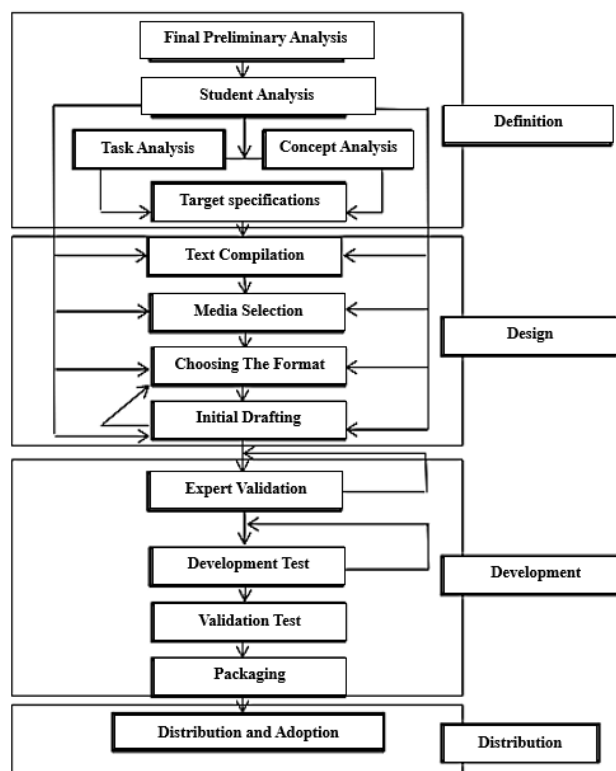 Final Preliminary Analysis
Student Analysis
Definition
Task Analysis
Concept Analysis
Target specifications
Text Compilation
Media Selection
Design
Choosing The Format
Initial Drafting
Expert Validation
Development Test
Development
Validation Test
Packaging
Distribution and Adoption
Distribution